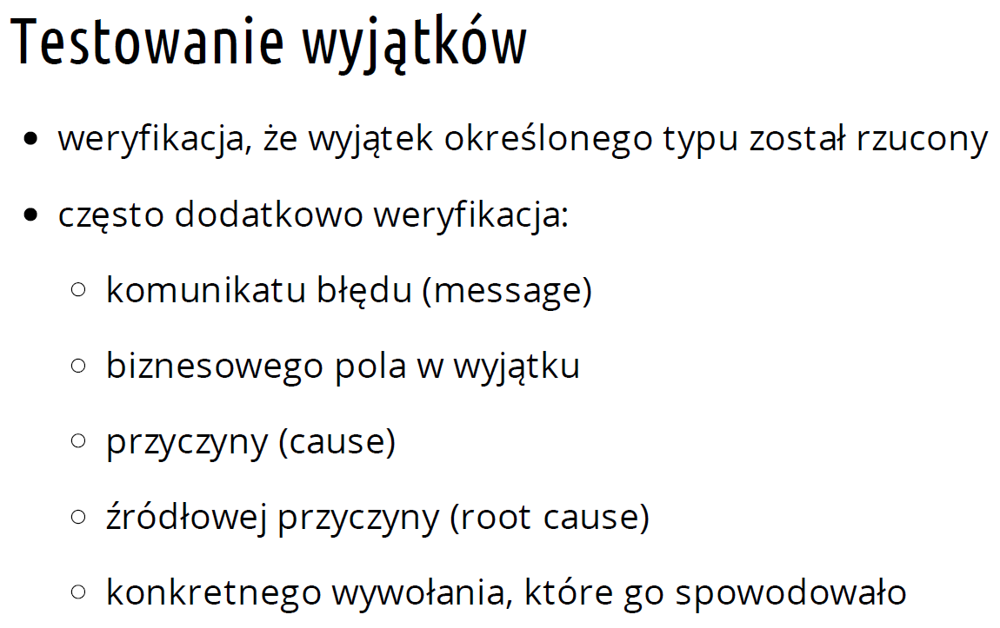 Testowanie wyjątków
• weryfikacja, że wyjątek określonego typu został rzucony
• często dodatkowo weryfikacja:
○ komunikatu błędu (message)
○ biznesowego pola w wyjątku
○ przyczyny (cause)
○ źródłowej przyczyny (root cause)
○ konkretnego wywołania, które go spowodowało